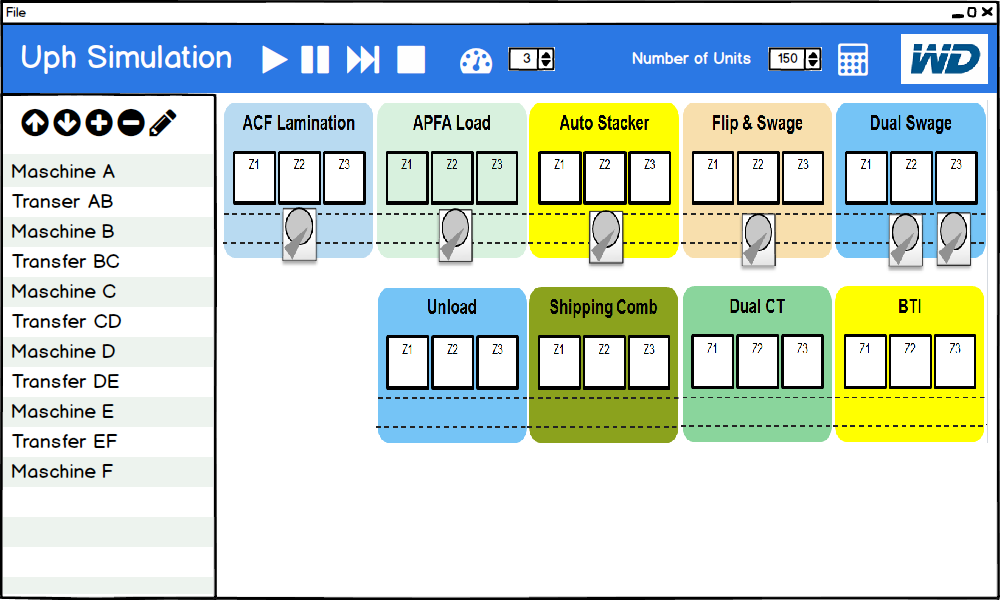 File
Uph Simulation
3
Number of Units
150
WD
Maschine A
Transer AB
Maschine B
Transfer BC
Maschine C
Transfer CD
Maschine D
Transfer DE
Maschine E
Transfer EF
Maschine F
ACF Lamination
Z1 Z2 Z3
APFA Load
Z1 Z2 Z3
Auto Stacker
Z1 Z2 Z3
Flip & Swage
Z1 Z2 Z3
Dual Swage
Z1 Z2 Z3
Unload
Z1 Z2 Z3
Shipping Comb
Z1 Z2 Z3
Dual CT
Z1 Z2 Z3
BTI
Z1 Z2 Z3